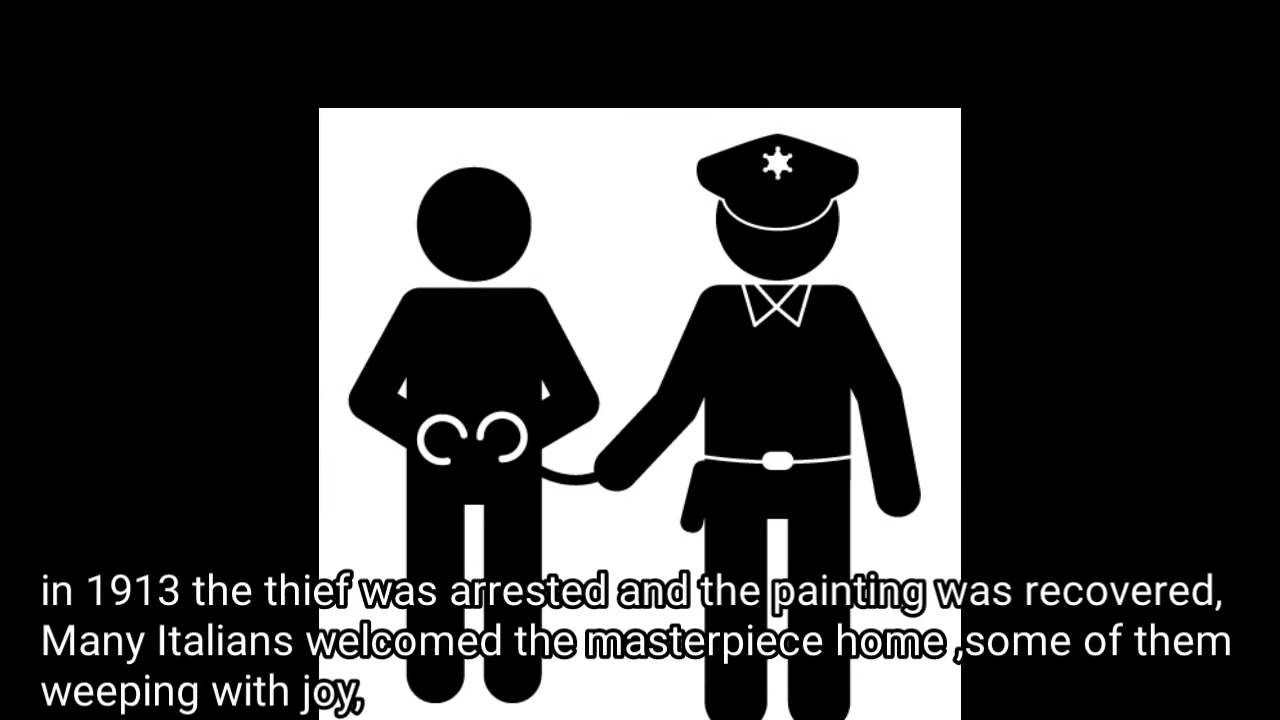 in 1913 the thief was arrested and the painting was recovered,
Many Italians welcomed the masterpiece home ,some of them
weeping with joy,